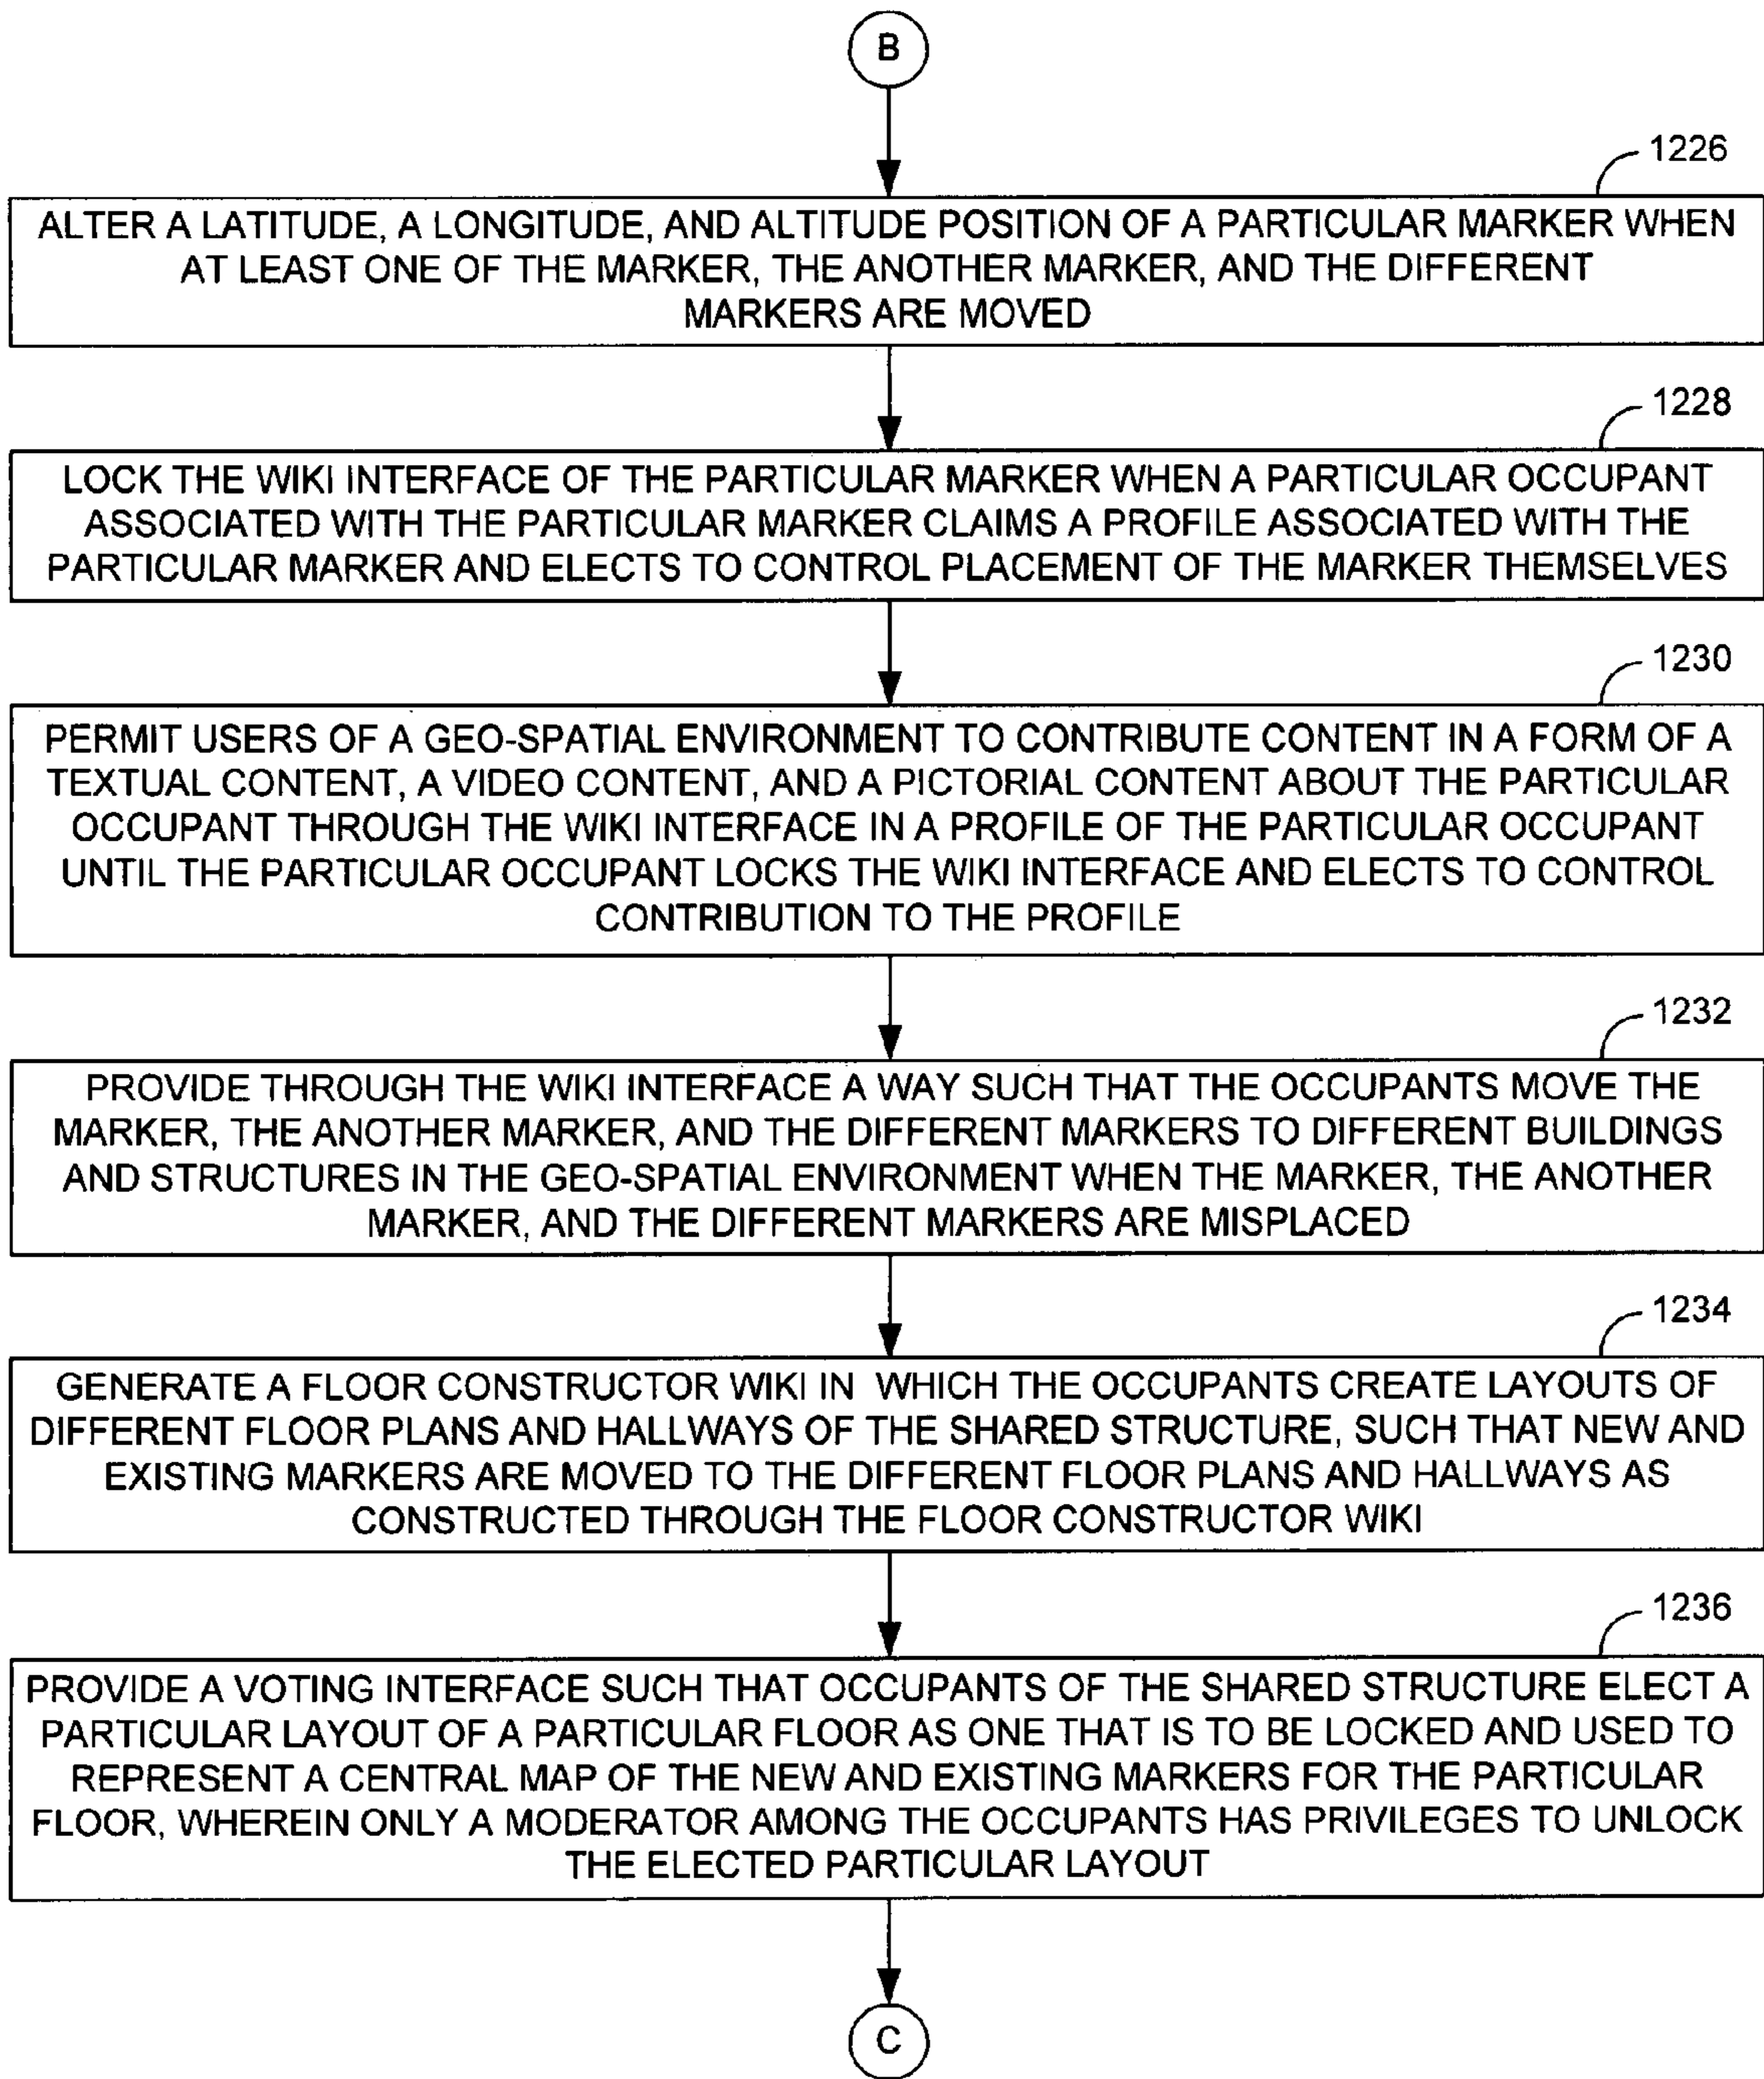 B
1226
ALTER A LATITUDE, A LONGITUDE, AND ALTITUDE POSITION OF A PARTICULAR MARKER WHEN
AT LEAST ONE OF THE MARKER, THE ANOTHER MARKER, AND THE DIFFERENT
MARKERS ARE MOVED
1228
LOCK THE WIKI INTERFACE OF THE PARTICULAR MARKER WHEN A PARTICULAR OCCUPANT
ASSOCIATED WITH THE PARTICULAR MARKER CLAIMS A PROFILE ASSOCIATED WITH THE
PARTICULAR MARKER AND ELECTS TO CONTROL PLACEMENT OF THE MARKER THEMSELVES
1230
PERMIT USERS OF A GEO-SPATIAL ENVIRONMENT TO CONTRIBUTE CONTENT IN A FORM OF A
TEXTUAL CONTENT, A VIDEO CONTENT, AND A PICTORIAL CONTENT ABOUT THE PARTICULAR
OCCUPANT THROUGH THE WIKI INTERFACE IN A PROFILE OF THE PARTICULAR OCCUPANT
UNTIL THE PARTICULAR OCCUPANT LOCKS THE WIKI INTERFACE AND ELECTS TO CONTROL
CONTRIBUTION TO THE PROFILE
1232
PROVIDE THROUGH THE WIKI INTERFACE A WAY SUCH THAT THE OCCUPANTS MOVE THE
MARKER, THE ANOTHER MARKER, AND THE DIFFERENT MARKERS TO DIFFERENT BUILDINGS
AND STRUCTURES IN THE GEO-SPATIAL ENVIRONMENT WHEN THE MARKER, THE ANOTHER
MARKER, AND THE DIFFERENT MARKERS ARE MISPLACED
1234
GENERATE A FLOOR CONSTRUCTOR WIKI IN WHICH THE OCCUPANTS CREATE LAYOUTS OF
DIFFERENT FLOOR PLANS AND HALLWAYS OF THE SHARED STRUCTURE, SUCH THAT NEW AND
EXISTING MARKERS ARE MOVED TO THE DIFFERENT FLOOR PLANS AND HALLWAYS AS
CONSTRUCTED THROUGH THE FLOOR CONSTRUCTOR WIKI
1236
PROVIDE A VOTING INTERFACE SUCH THAT OCCUPANTS OF THE SHARED STRUCTURE ELECT A
PARTICULAR LAYOUT OF A PARTICULAR FLOOR AS ONE THAT IS TO BE LOCKED AND USED TO
REPRESENT A CENTRAL MAP OF THE NEW AND EXISTING MARKERS FOR THE PARTICULAR
FLOOR, WHEREIN ONLY A MODERATOR AMONG THE OCCUPANTS HAS PRIVILEGES TO UNLOCK
THE ELECTED PARTICULAR LAYOUT
C